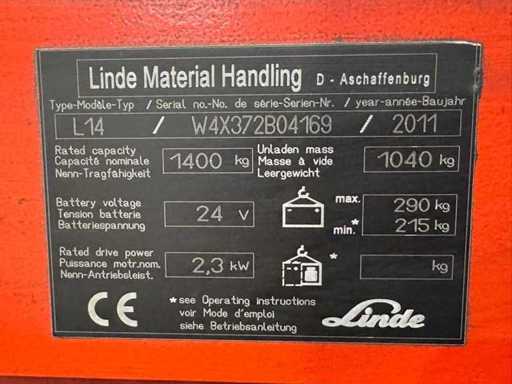 Linde Material Handling D - Aschaffenburg
Type-Modèle-Typ / Serial no.-No. de série-Serien-Nr. / year-année-Baujahr
L14 / W4X372B04169 / 2011
Rated capacity
Capacité nominale
Nenn-Tragfähigkeit
1400 kg
Unladen mass
Masse à vide
Leergewicht
1040 kg
Battery voltage
Tension batterie
Batteriespannung
24 v
max. 290 kg
min.* 215 kg
Rated drive power
Puissance motr.nom.
Nenn-Antriebsleist.
2,3 kW
* kg
CE
*see Operating instructions
voir Mode d'emploi
siehe Betriebsanleitung
Linde